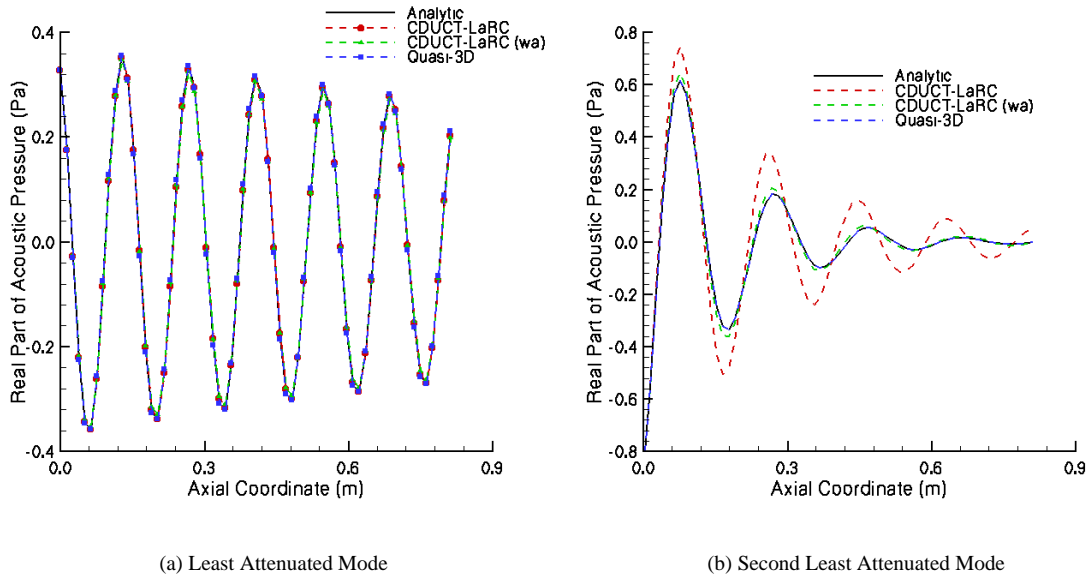 Analytic
CDUCT-LaRC
CDUCT-LaRC (wa)
Quasi-3D
Real Part of Acoustic Pressure (Pa)
0.4
0.2
0.0
-0.2
-0.4
0.0
0.3
0.6
0.9
Axial Coordinate (m)
(a) Least Attenuated Mode
Analytic
CDUCT-LaRC
CDUCT-LaRC (wa)
Quasi-3D
Real Part of Acoustic Pressure (Pa)
0.8
0.6
0.4
0.2
0.0
-0.2
-0.4
-0.6
-0.8
0.0
0.3
0.6
0.9
Axial Coordinate (m)
(b) Second Least Attenuated Mode